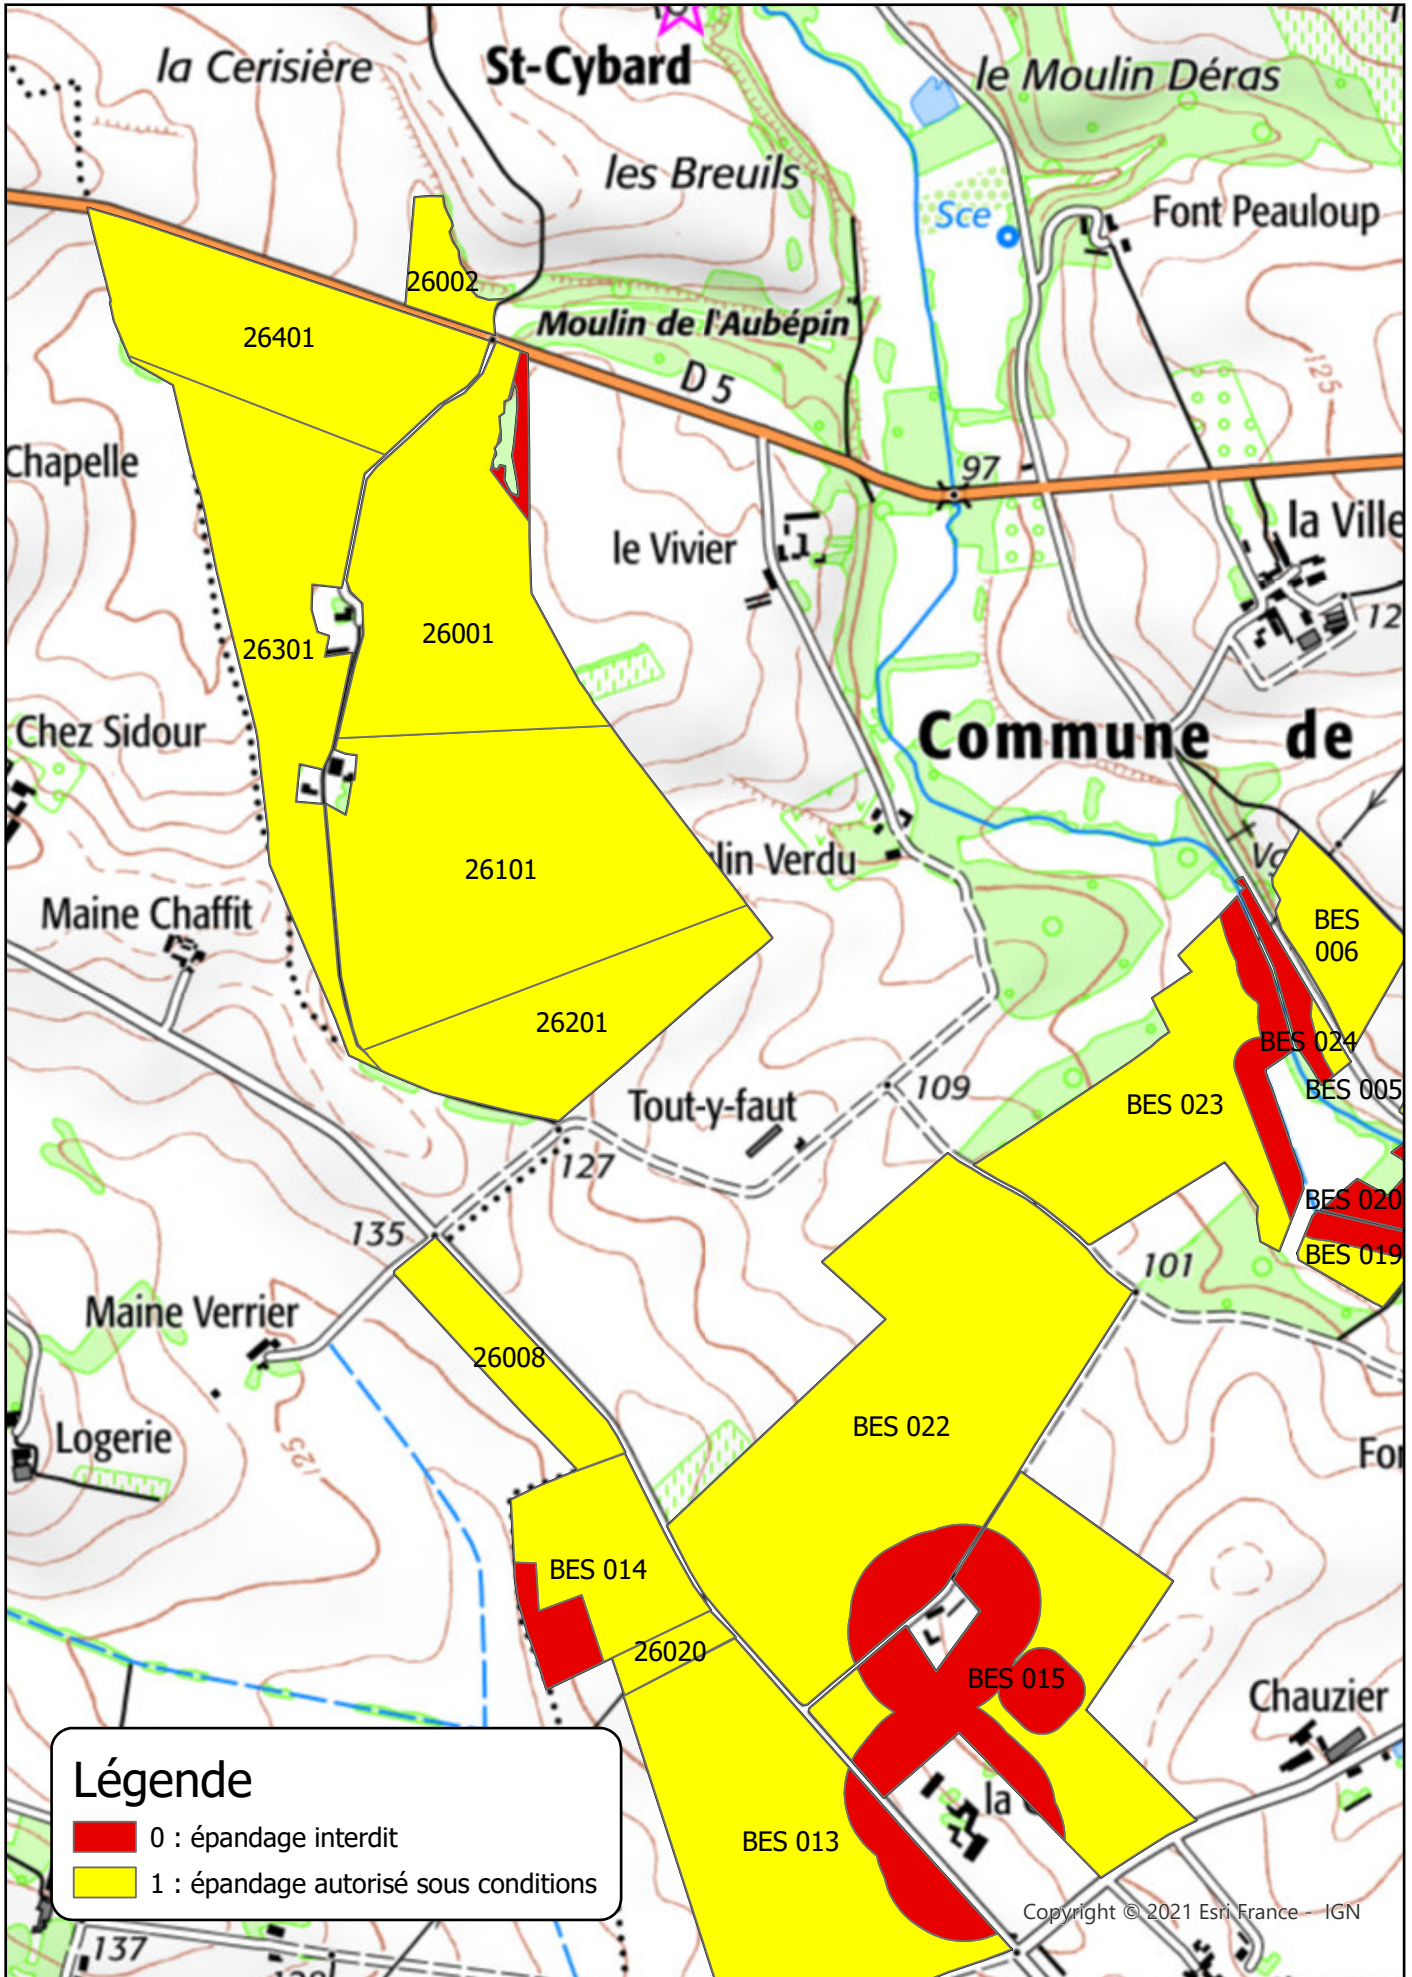 la Cerisière
St-Cybard
le Moulin Déras
les Breuils
Sce
Font Peauloup
26002
26401
Moulin de l'Aubépin
D 5
125
Chapelle
97
le Vivier
la Ville
26001
26301
12
Chez Sidour
Commune de
26101
lin Verdu
Maine Chaffit
BES
006
26201
BES 024
BES 005
Tout-y-faut
109
BES 023
127
BES 020
135
BES 019
101
Maine Verrier
26008
BES 022
Logerie
125
For
BES 014
26020
BES 015
Chauzier
Légende
la
0 : épandage interdit
BES 013
1 : épandage autorisé sous conditions
Copyright © 2021 Esri France - IGN
137